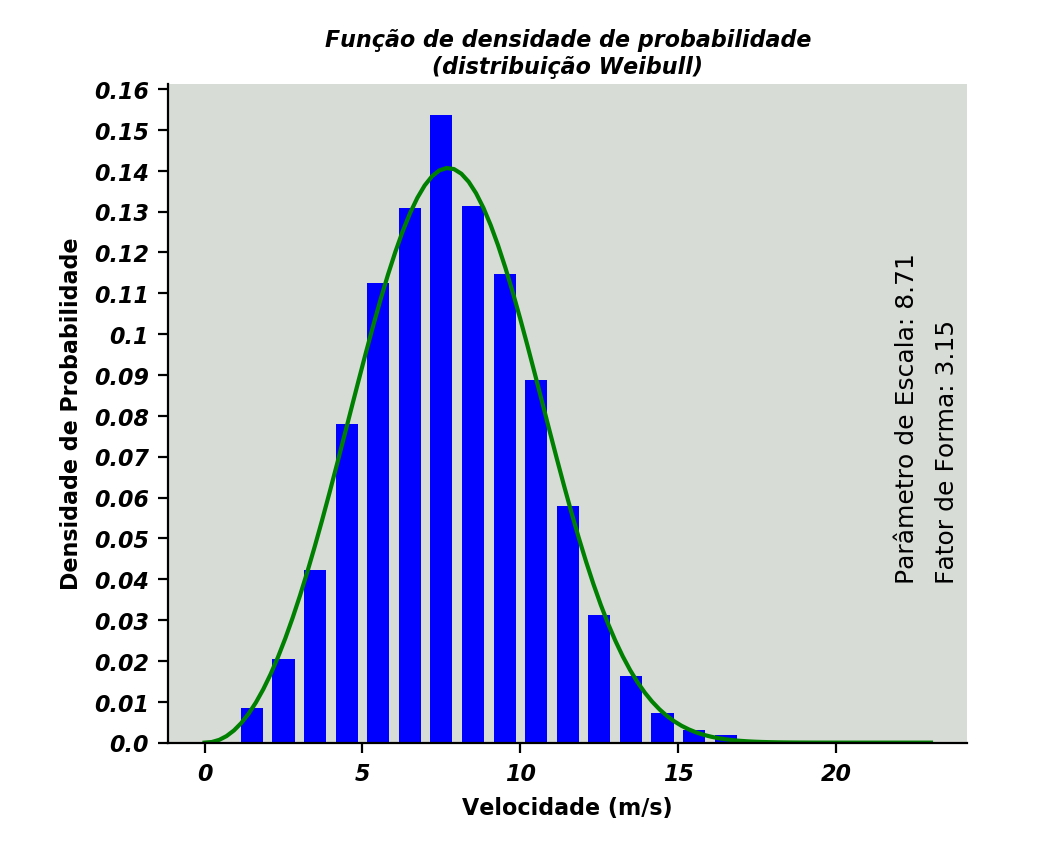 Função de densidade de probabilidade
(distribuição Weibull)
Densidade de Probabilidade
0.16
0.15
0.14
0.13
0.12
0.11
0.1
0.09
0.08
0.07
0.06
0.05
0.04
0.03
0.02
0.01
0.0
Parâmetro de Escala: 8.71
Fator de Forma: 3.15
0 5 10 15 20
Velocidade (m/s)